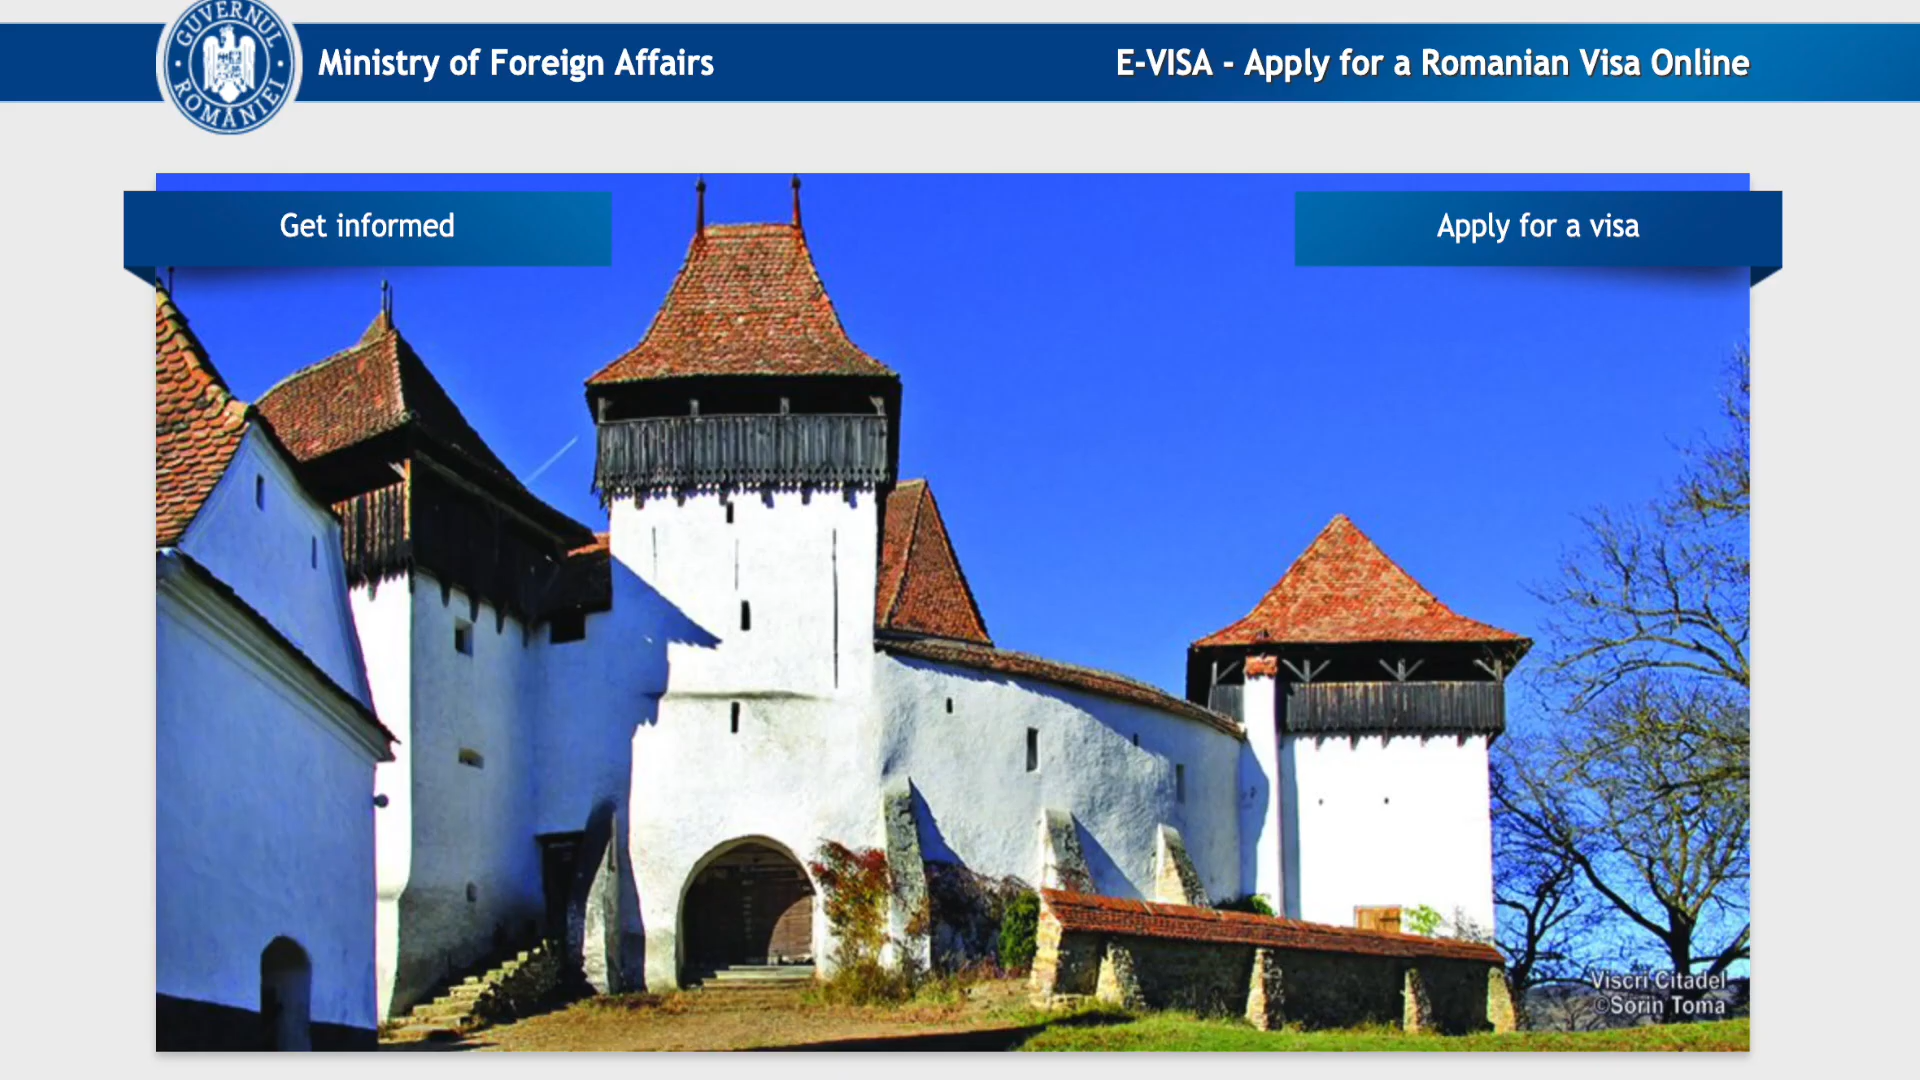 GUVERNUL
ROMÂNIEI
Ministry of Foreign Affairs
E-VISA - Apply for a Romanian Visa Online
Get informed
Apply for a visa
Viscri Citadel
©Sorin Toma